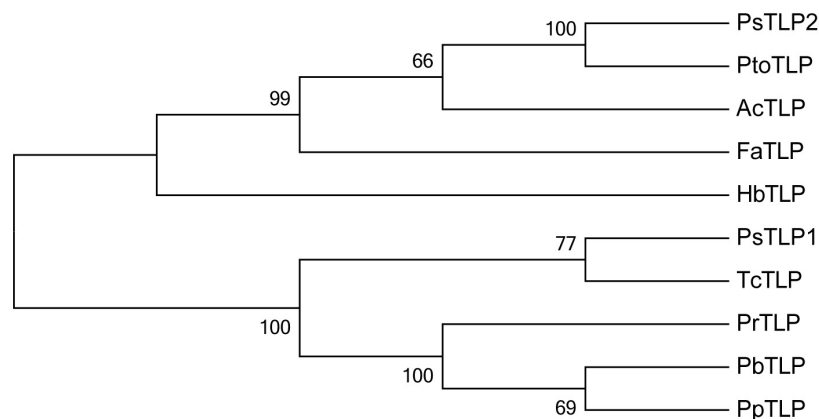 PsTLP2
100
PtoTLP
66
AcTLP
99
FaTLP
HbTLP
PsTLP1
77
TcTLP
100
PrTLP
PbTLP
100
PpTLP
69